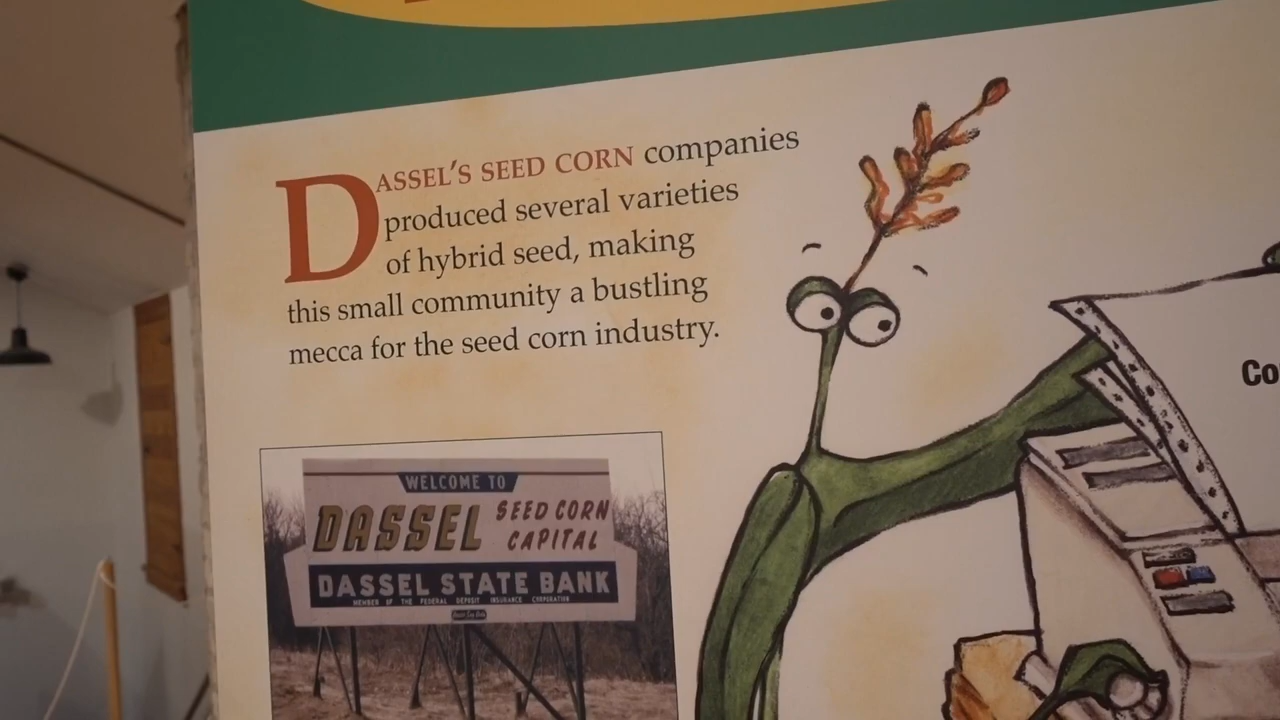 DASSEL'S SEED CORN companies
produced several varieties
of hybrid seed, making
this small community a bustling
mecca for the seed corn industry.
WELCOME TO
DASSEL SEED CORN
CAPITAL
DASSEL STATE BANK
MEMBER OF THE FEDERAL DEPOSIT INSURANCE CORPORATION
Co